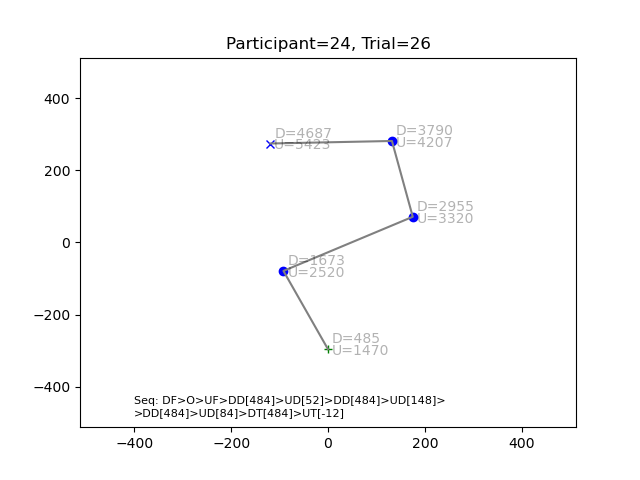 Participant=24, Trial=26
400
200
0
−200
−400
−400
−200
0
200
400
D=4687
U=5423
D=3790
U=4207
D=2955
U=3320
D=1673
U=2520
D=485
U=1470
Seq: DF>O>UF>DD[484]>UD[52]>DD[484]>UD[148]>
>DD[484]>UD[84]>DT[484]>UT[-12]